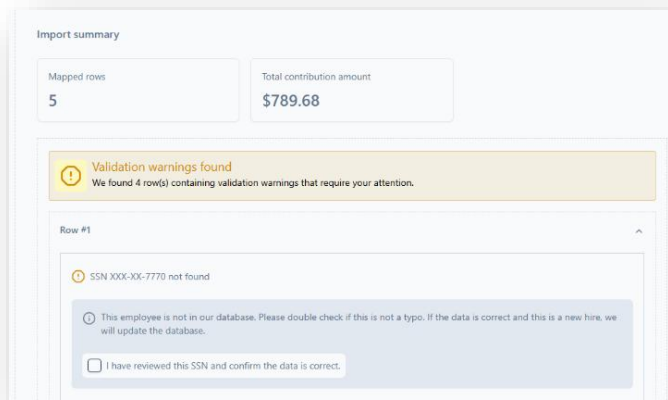 Import summary
Mapped rows
5
Total contribution amount
$789.68
Validation warnings found
We found 4 row(s) containing validation warnings that require your attention.
Row #1
SSN XXX-XX-7770 not found
This employee is not in our database. Please double check if this is not a typo. If the data is correct and this is a new hire, we
will update the database.
I have reviewed this SSN and confirm the data is correct.